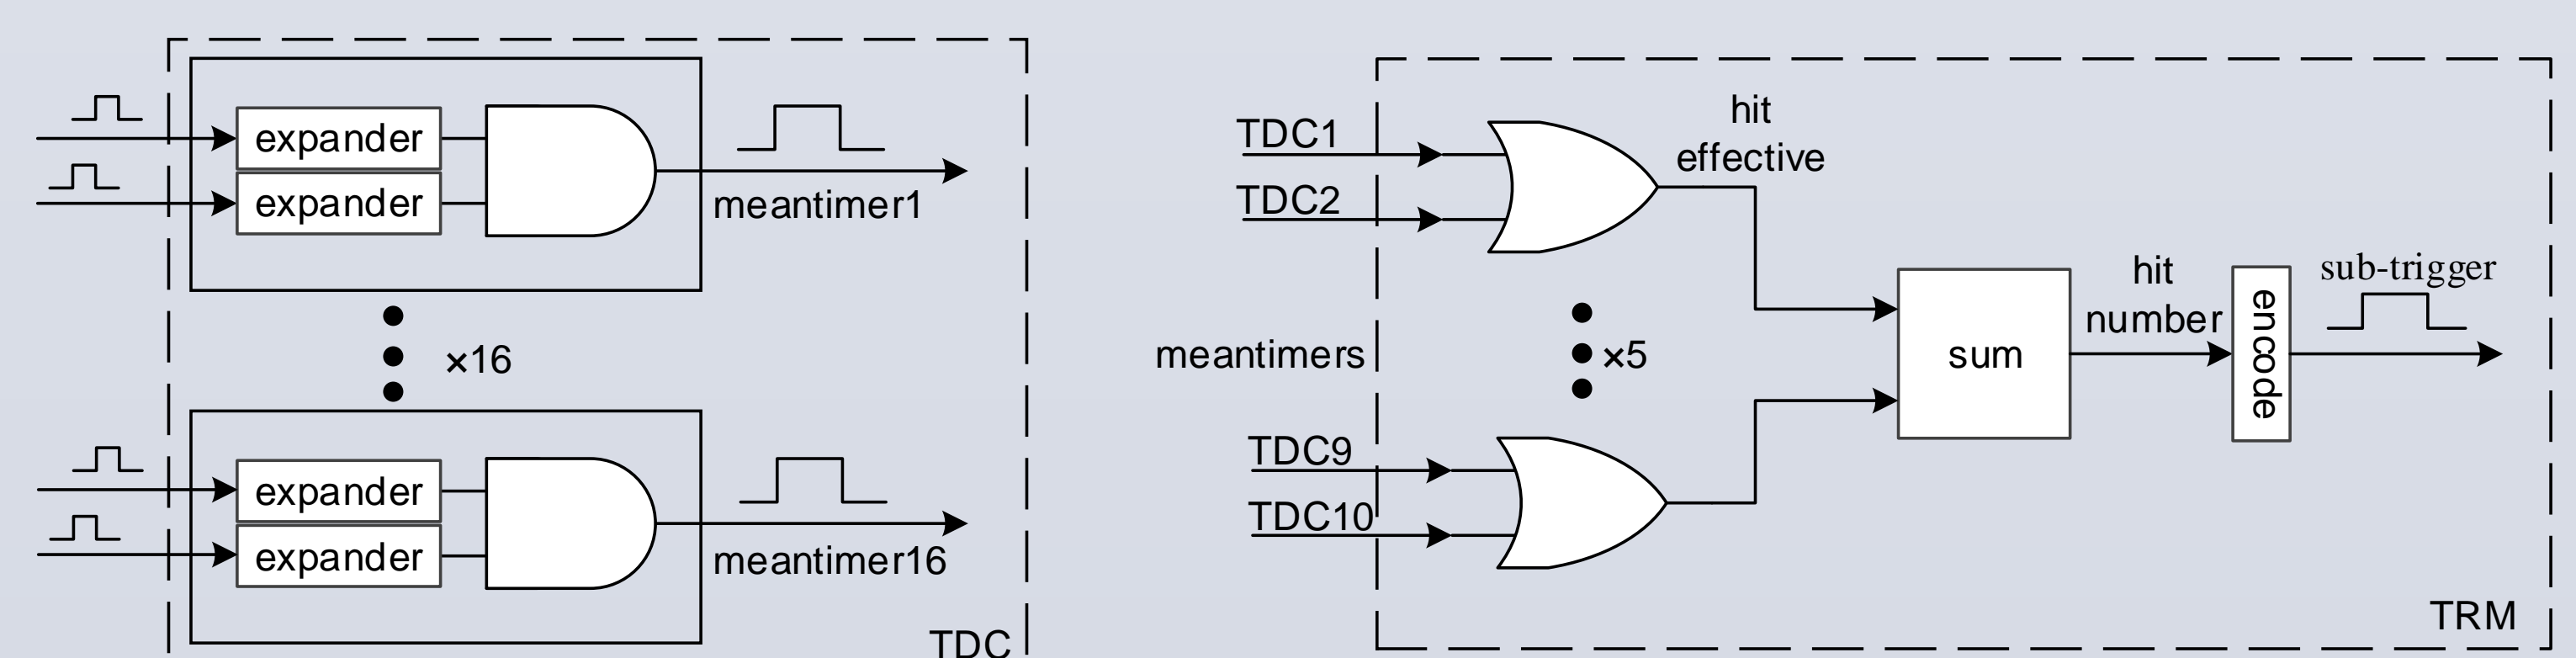 expander
expander
meantimer1
×16
expander
expander
meantimer16
TDC
TDC1
TDC2
hit
effective
meantimers
×5
TDC9
TDC10
sum
hit
number
encode
sub-trigger
TRM